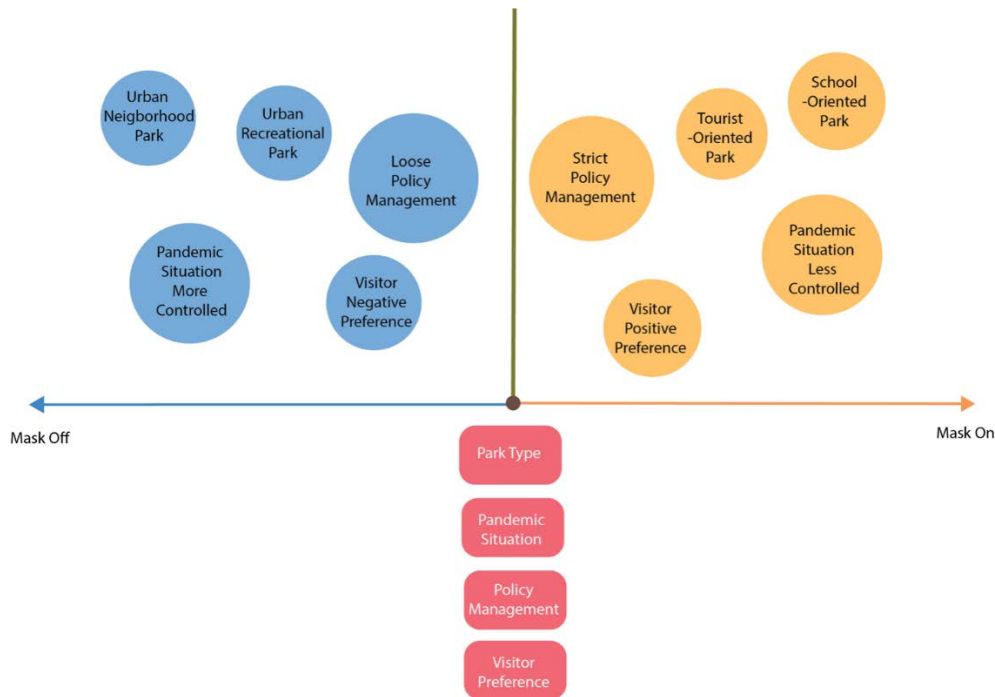 Urban
Neigborhood
Park
Urban
Recreational
Park
Loose
Policy
Management
Pandemic
Situation
More
Controlled
Visitor
Negative
Preference
Strict
Policy
Management
Tourist
-Oriented
Park
School
-Oriented
Park
Pandemic
Situation
Less
Controlled
Visitor
Positive
Preference
Mask Off
Mask On
Park Type
Pandemic
Situation
Policy
Management
Visitor
Preference